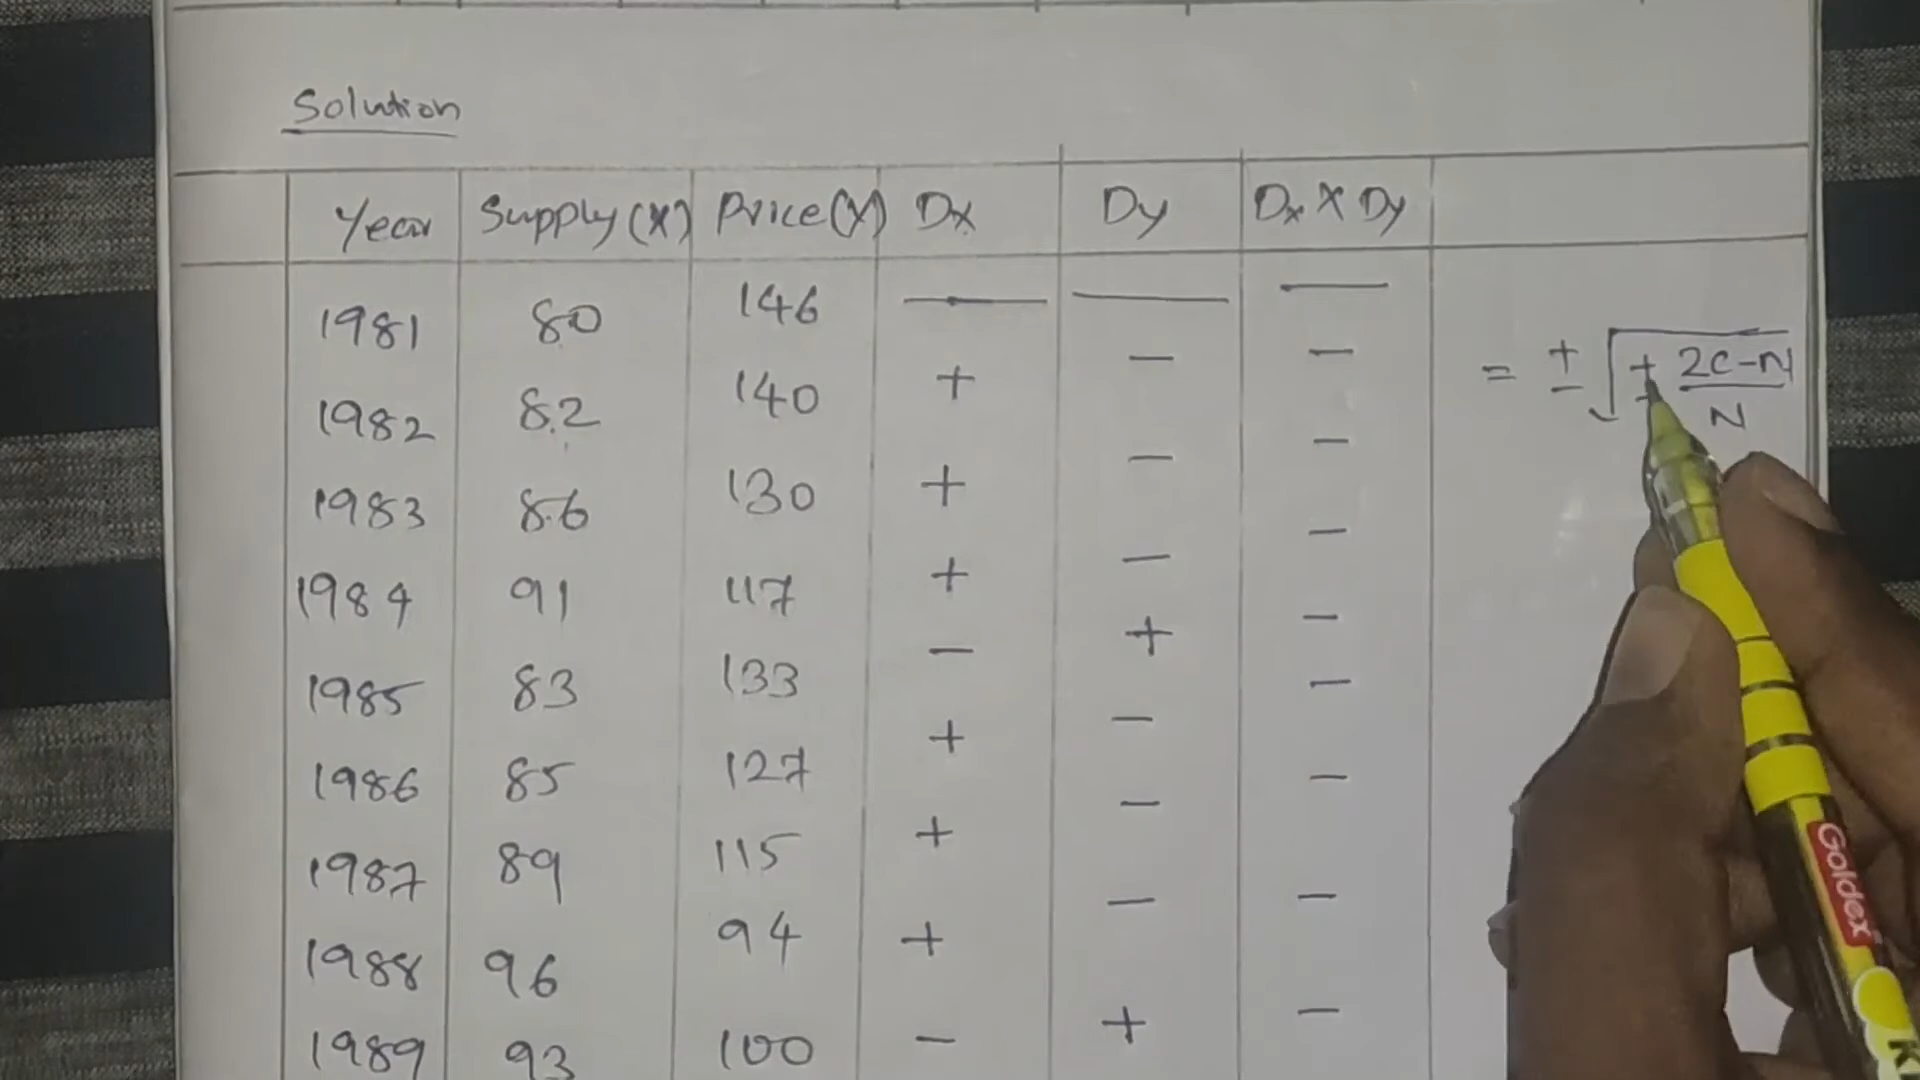 Solution
Year Supply (X) Price (Y) Dx Dy Dx X Dy
1981 80 146 — — —
1982 82 140 + — —
1983 86 130 + — —
1984 91 117 + — —
1985 83 133 — + —
1986 85 127 + — —
1987 89 115 + — —
1988 96 94 + — —
1989 93 100 — + —
= ± √ ± 2C-N
N
Goldex
K